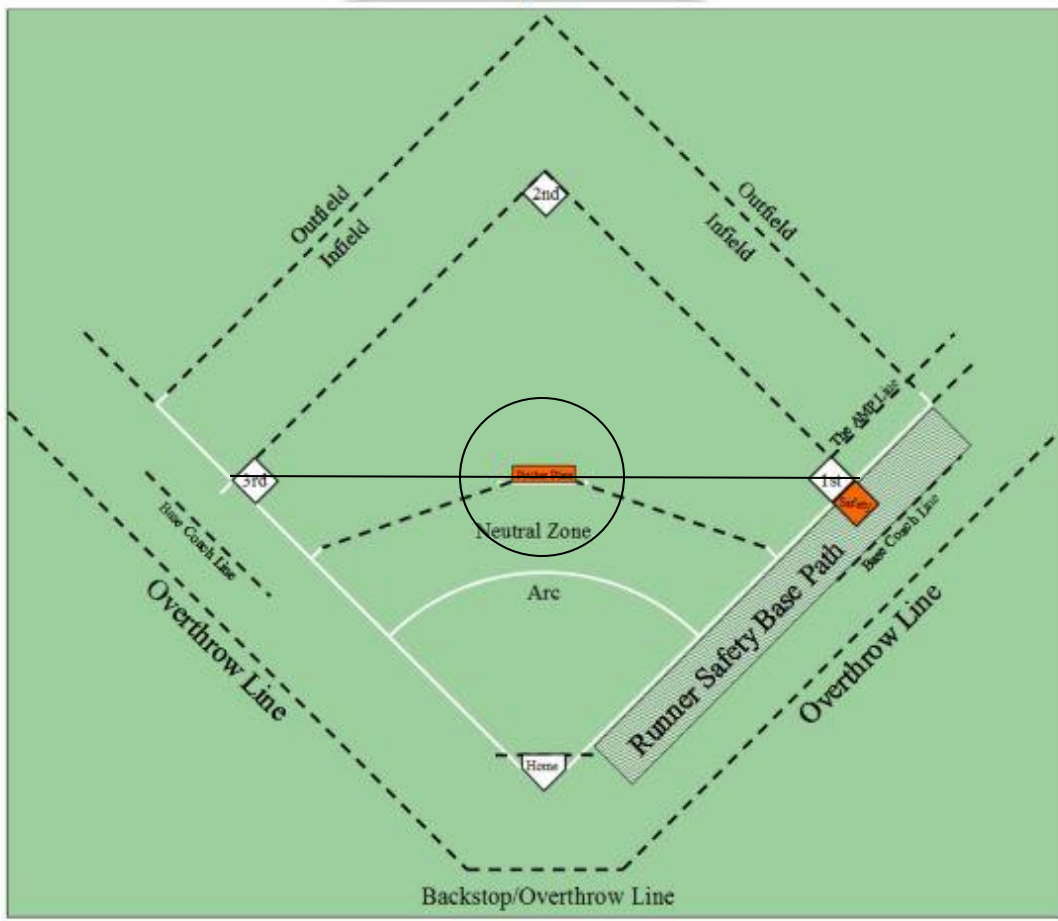 Outfield
Infield
2nd
Outfield
Infield
The AMP Line
3rd
1st
Safety
Base Coach Line
Neutral Zone
Base Coach Line
Arc
Overthrow Line
Runner Safety Base Path
Overthrow Line
Home
Backstop/Overthrow Line